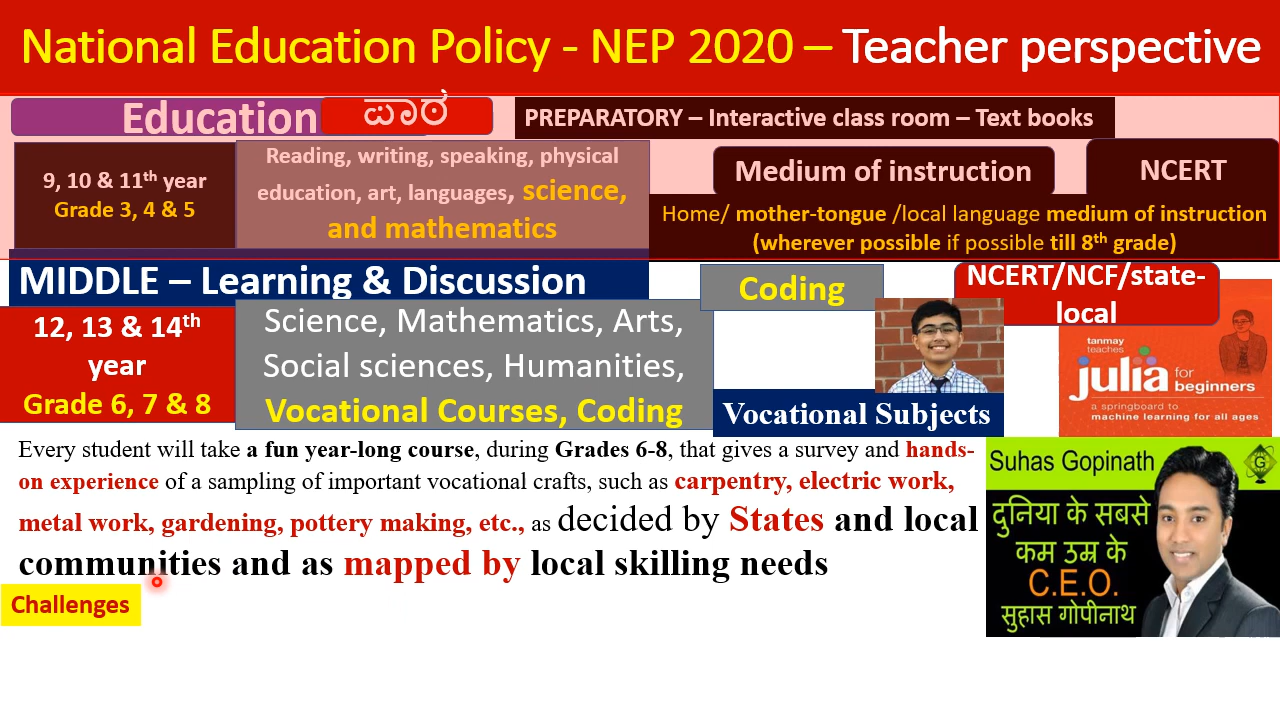 National Education Policy - NEP 2020 – Teacher perspective
Education
ಪಾಠ
PREPARATORY – Interactive class room – Text books
9, 10 & 11th year
Grade 3, 4 & 5
Reading, writing, speaking, physical
education, art, languages, science,
and mathematics
Medium of instruction
NCERT
Home/ mother-tongue /local language medium of instruction
(wherever possible if possible till 8th grade)
MIDDLE – Learning & Discussion
12, 13 & 14th
year
Grade 6, 7 & 8
Science, Mathematics, Arts,
Social sciences, Humanities,
Vocational Courses, Coding
Coding
Vocational Subjects
NCERT/NCF/state-
local
tanmay
teaches
julia for
beginners
a springboard to
machine learning for all ages
Every student will take a fun year-long course, during Grades 6-8, that gives a survey and hands-
on experience of a sampling of important vocational crafts, such as carpentry, electric work,
metal work, gardening, pottery making, etc., as decided by States and local
communities and as mapped by local skilling needs
Suhas Gopinath
G
दुनिया के सबसे
कम उम्र के
C.E.O.
सुहास गोपीनाथ
Challenges